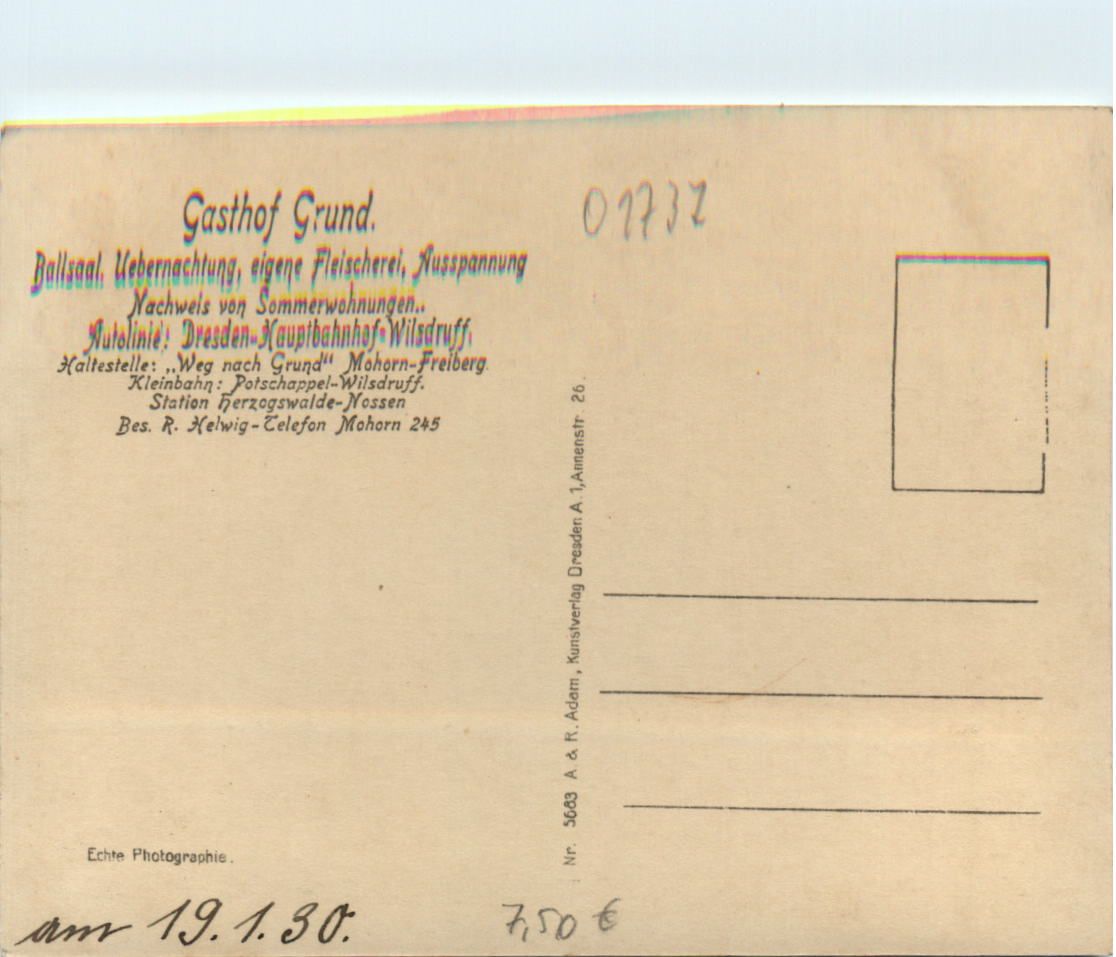 Gasthof Grund.
Ballsaal, Uebernachtung, eigene Fleischerei, Ausspannung
Nachweis von Sommerwohnungen..
Autolinie: Dresden-Hauptbahnhof-Wilsdruff,
Haltestelle: „Weg nach Grund“ Mohorn-Freiberg.
Kleinbahn: Potschappel-Wilsdruff.
Station Herzogswalde-Nossen
Bes. R. Helwig-Telefon Mohorn 245
01737
Nr. 5683 A. & R. Adam, Kunstverlag Dresden A. 1, Annenstr. 26.
Echte Photographie.
am 19.1.30.
7,50 €